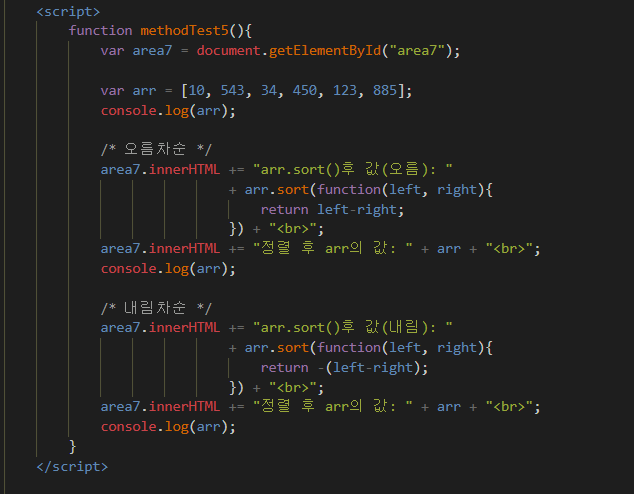 <script>
function methodTest5(){
var area7 = document.getElementById("area7");
var arr = [10, 543, 34, 450, 123, 885];
console.log(arr);
/* 오름차순 */
area7.innerHTML += "arr.sort()후 값(오름): "
+ arr.sort(function(left, right){
return left-right;
}) + "<br>";
area7.innerHTML += "정렬 후 arr의 값: " + arr + "<br>";
console.log(arr);
/* 내림차순 */
area7.innerHTML += "arr.sort()후 값(내림): "
+ arr.sort(function(left, right){
return -(left-right);
}) + "<br>";
area7.innerHTML += "정렬 후 arr의 값: " + arr + "<br>";
console.log(arr);
}
</script>